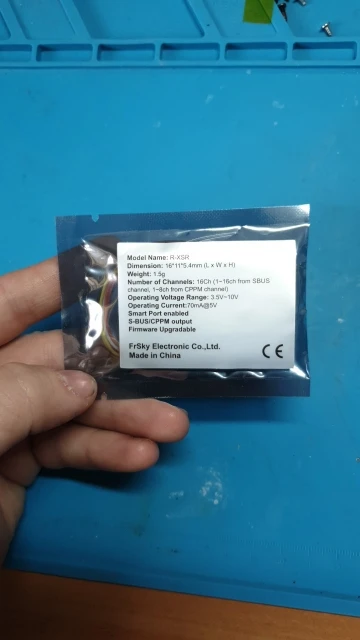 Model Name: R-XSR
Dimension: 16*11*5.4mm (L x W x H)
Weight: 1.5g
Number of Channels: 16Ch (1~16ch from SBUS
channel, 1~8ch from CPPM channel)
Operating Voltage Range: 3.5V~10V
Operating Current:70mA@5V
Smart Port enabled
S-BUS/CPPM output
Firmware Upgradable
FrSky Electronic Co.,Ltd.
Made in China
CE